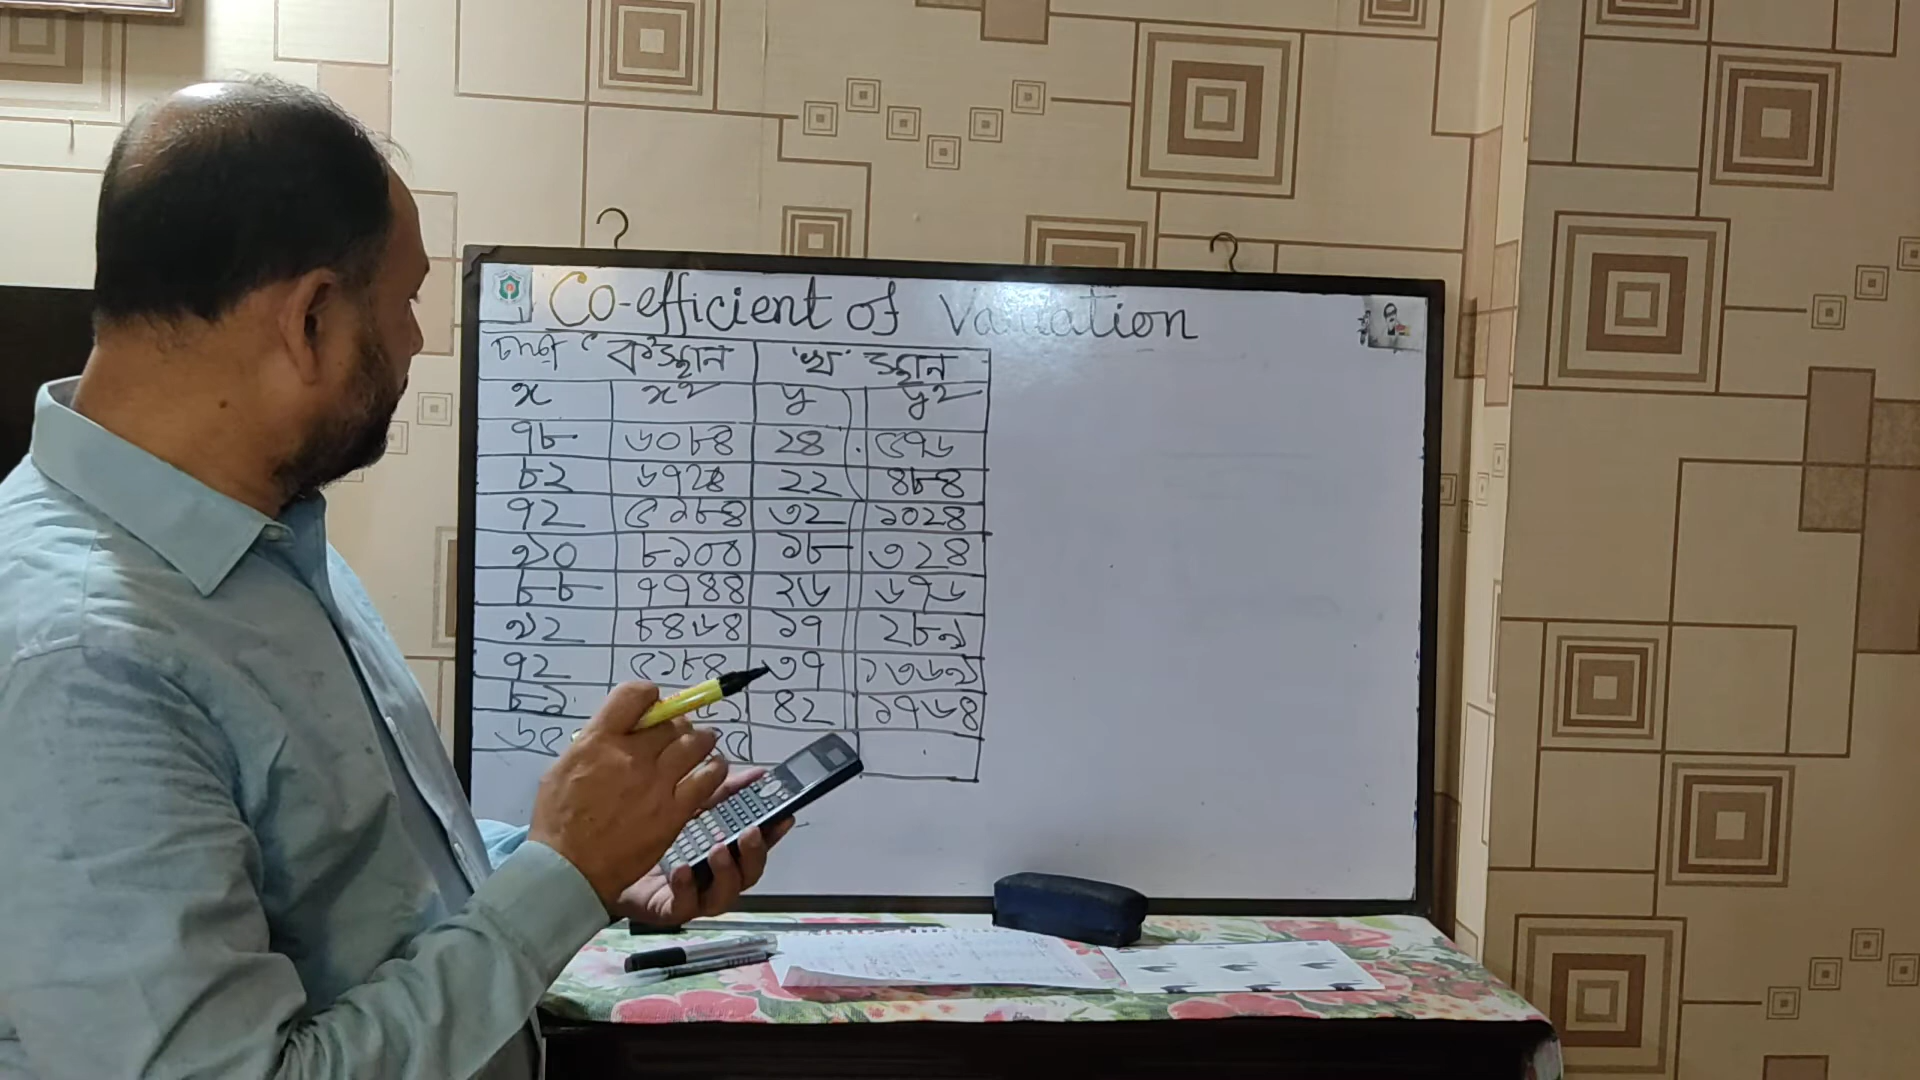 Co-efficient of Variation
'ক' স্থান 'খ' স্থান
x x² y y²
৭৮ ৬০৮৪ ২৪ ৫৭৬
৮২ ৬৭২৪ ২২ ৪৮৪
৭২ ৫১৮৪ ৩২ ১০২৪
৯০ ৮১০০ ১৮ ৩২৪
৮৮ ৭৭৪৪ ২৬ ৬৭৬
৯২ ৮৪৬৪ ১৭ ২৮৯
৭২ ৫১৮৪ ৩৭ ১৩৬৯
৮১ ৪২ ১৭৬৪